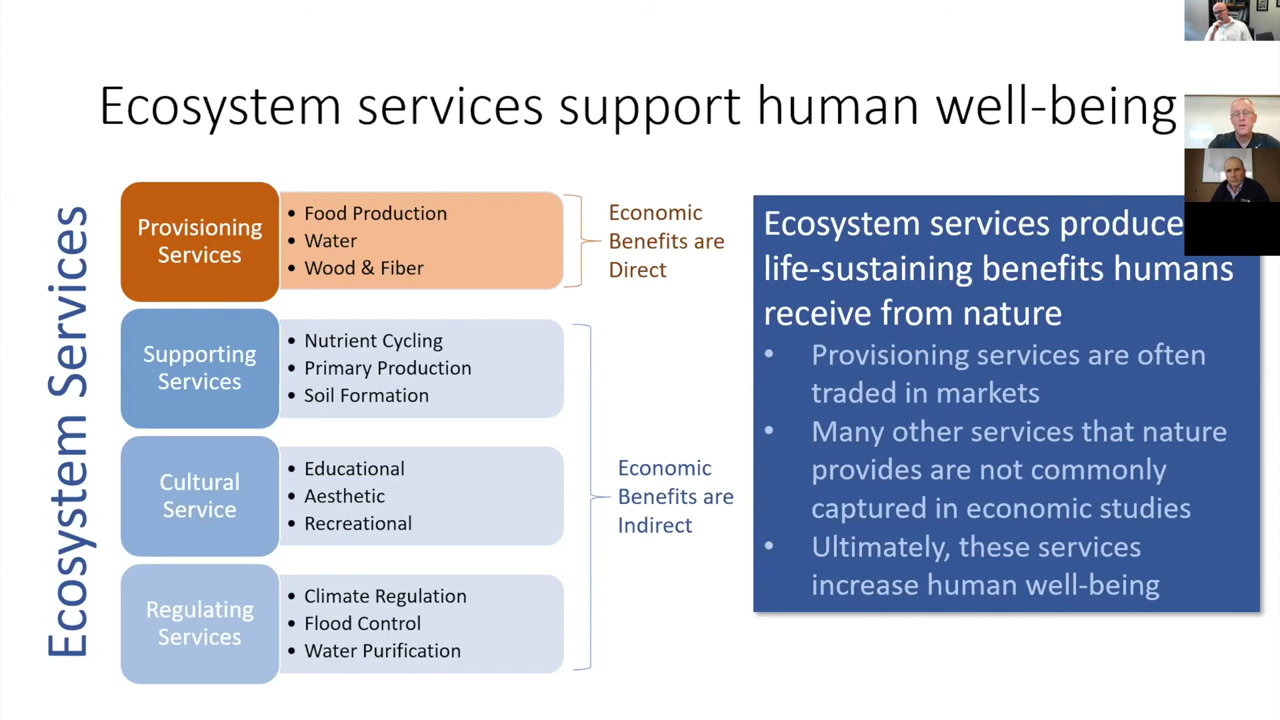 Ecosystem services support human well-being
Ecosystem Services
Provisioning
Services
• Food Production
• Water
• Wood & Fiber
Economic
Benefits are
Direct
Supporting
Services
• Nutrient Cycling
• Primary Production
• Soil Formation
Cultural
Service
• Educational
• Aesthetic
• Recreational
Regulating
Services
• Climate Regulation
• Flood Control
• Water Purification
Economic
Benefits are
Indirect
Ecosystem services produce
life-sustaining benefits humans
receive from nature
• Provisioning services are often
traded in markets
• Many other services that nature
provides are not commonly
captured in economic studies
• Ultimately, these services
increase human well-being